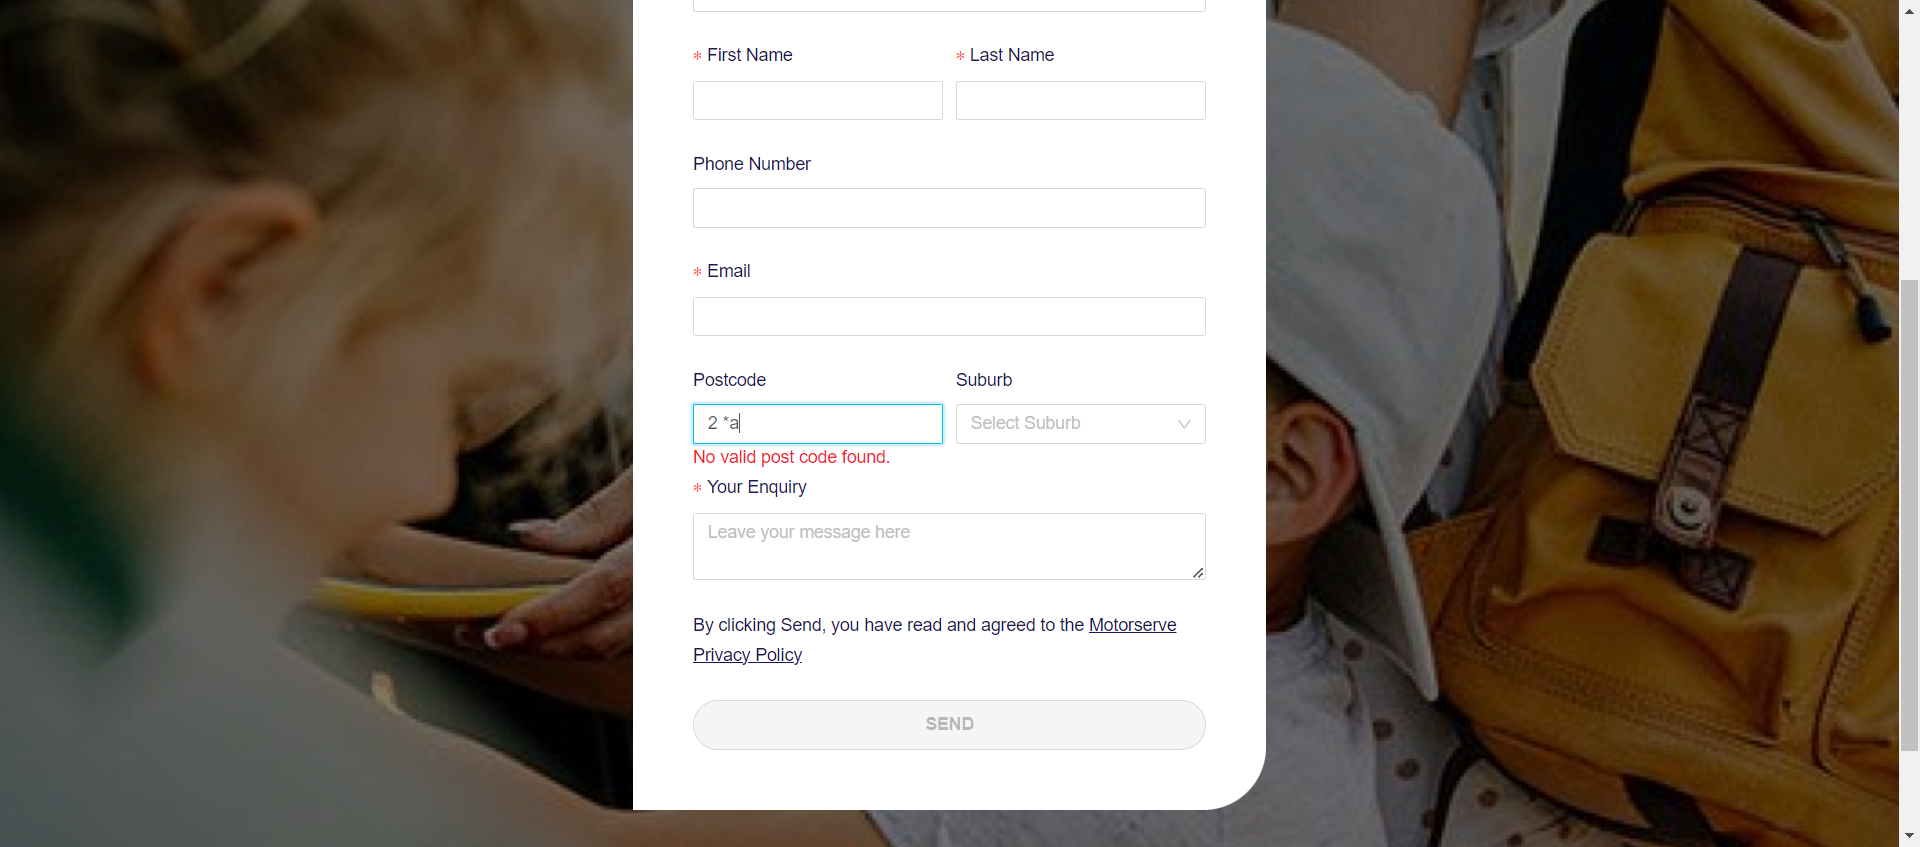 * First Name
* Last Name
Phone Number
* Email
Postcode
Suburb
2 *a
Select Suburb
No valid post code found.
* Your Enquiry
Leave your message here
By clicking Send, you have read and agreed to the Motorserve
Privacy Policy
SEND